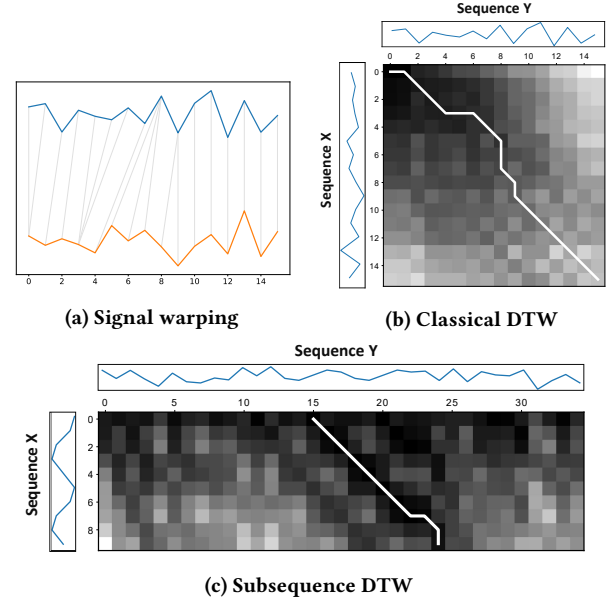 Sequence Y
0 2 4 6 8 10 12 14
Sequence X
0
2
4
6
8
10
12
14
0 2 4 6 8 10 12 14
(a) Signal warping
(b) Classical DTW
Sequence Y
0 5 10 15 20 25 30
Sequence X
0
2
4
6
8
(c) Subsequence DTW